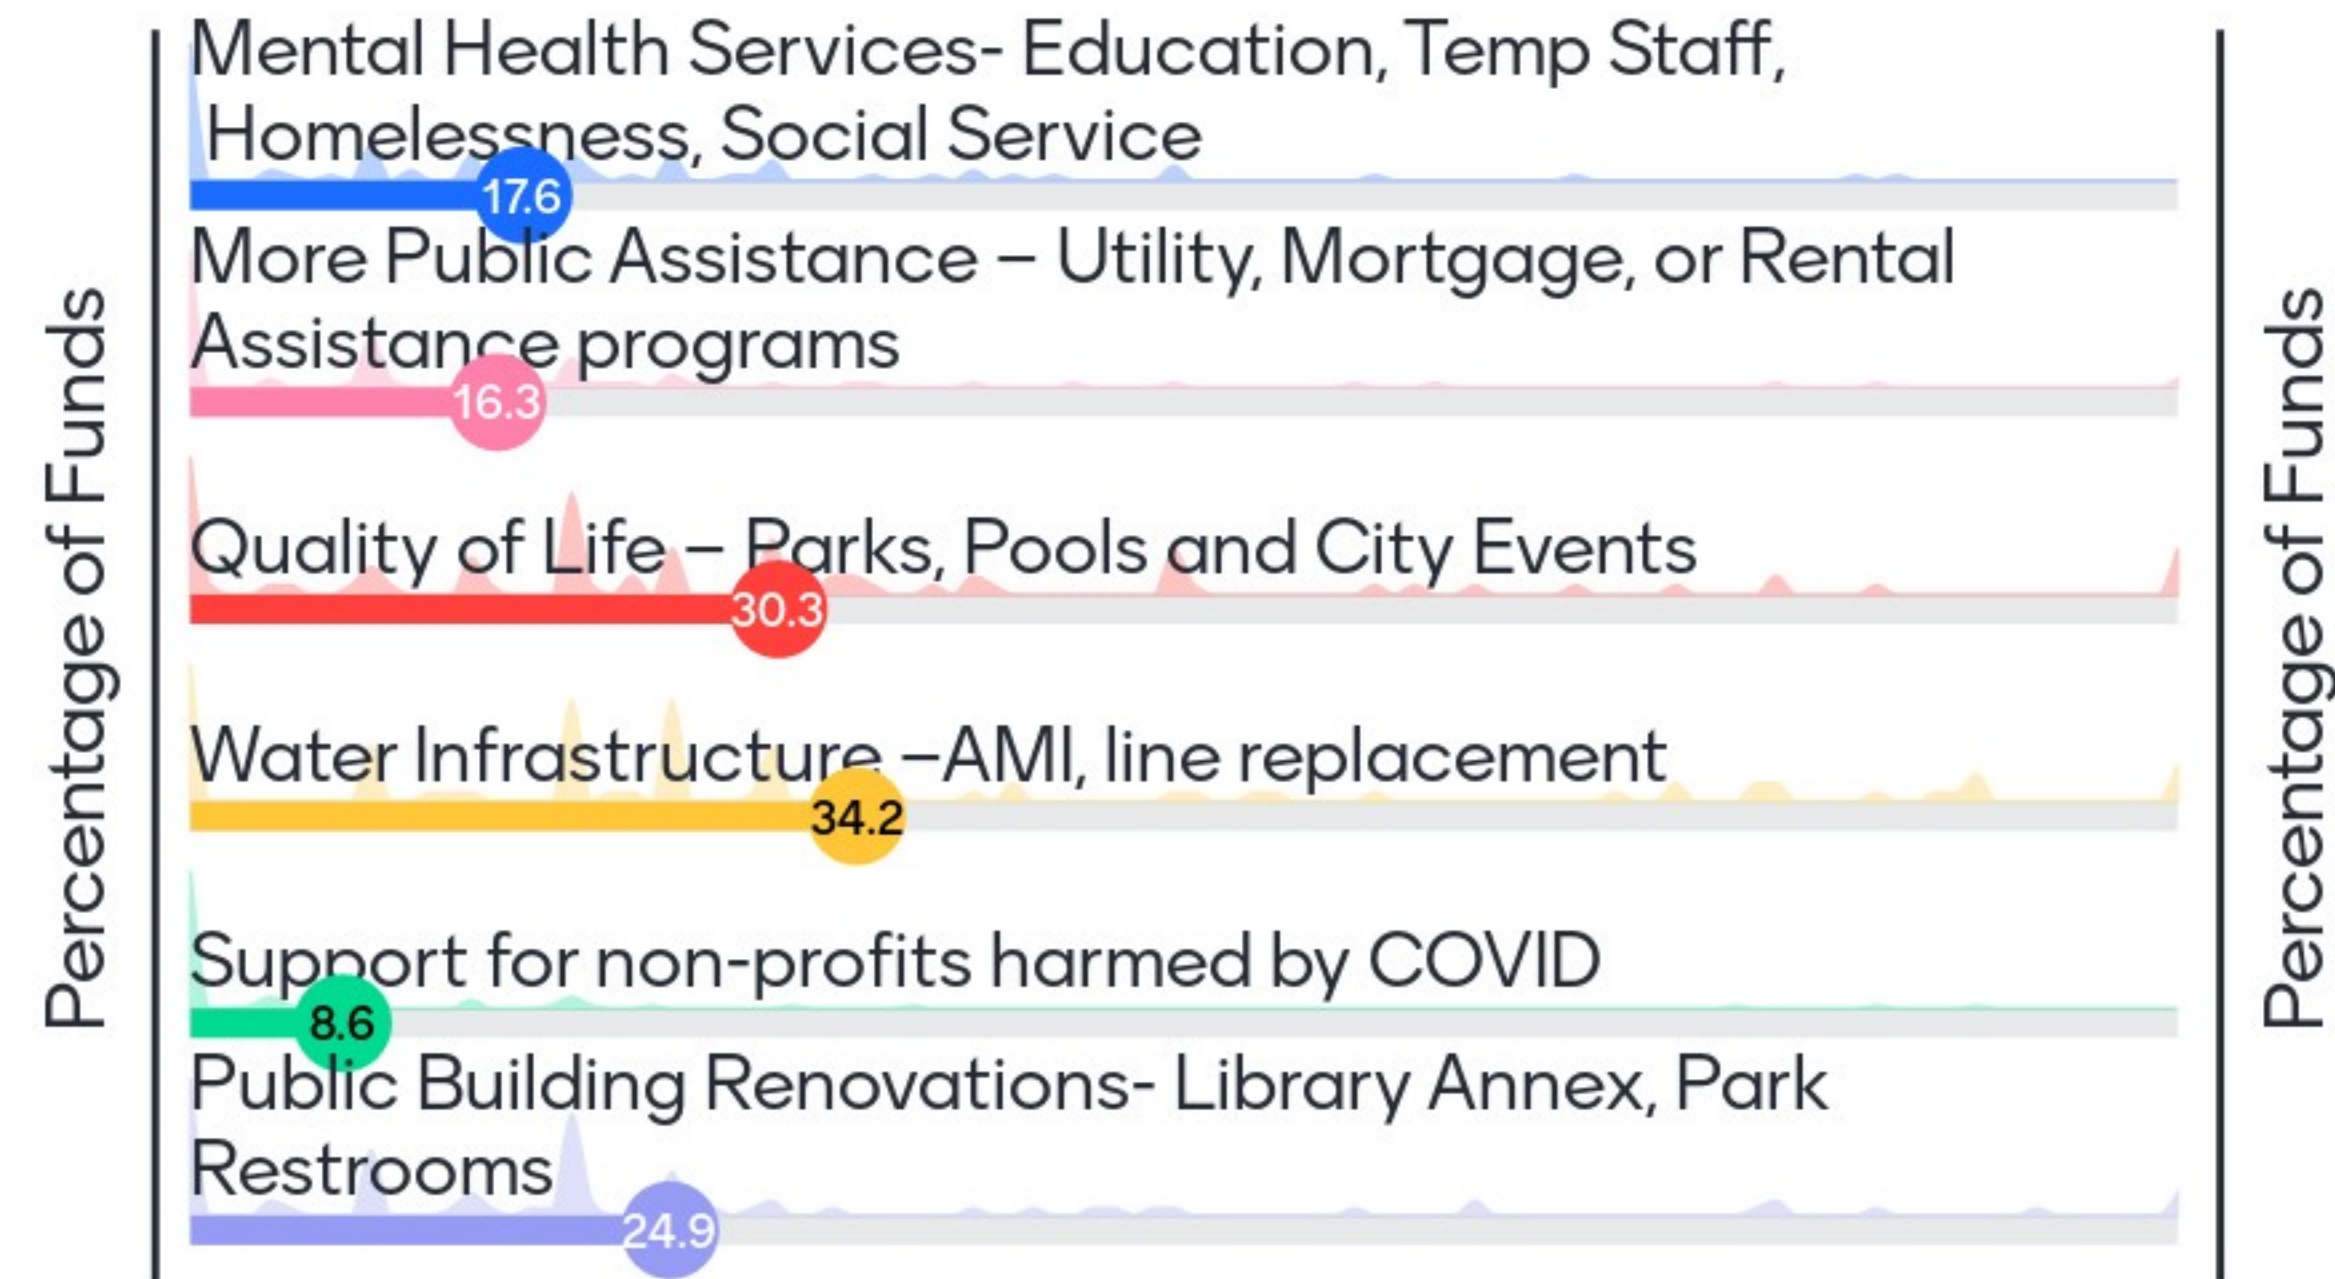 Percentage of Funds
Mental Health Services- Education, Temp Staff,
Homelessness, Social Service
17.6
More Public Assistance – Utility, Mortgage, or Rental
Assistance programs
16.3
Quality of Life – Parks, Pools and City Events
30.3
Water Infrastructure –AMI, line replacement
34.2
Support for non-profits harmed by COVID
8.6
Public Building Renovations- Library Annex, Park
Restrooms
24.9
Percentage of Funds